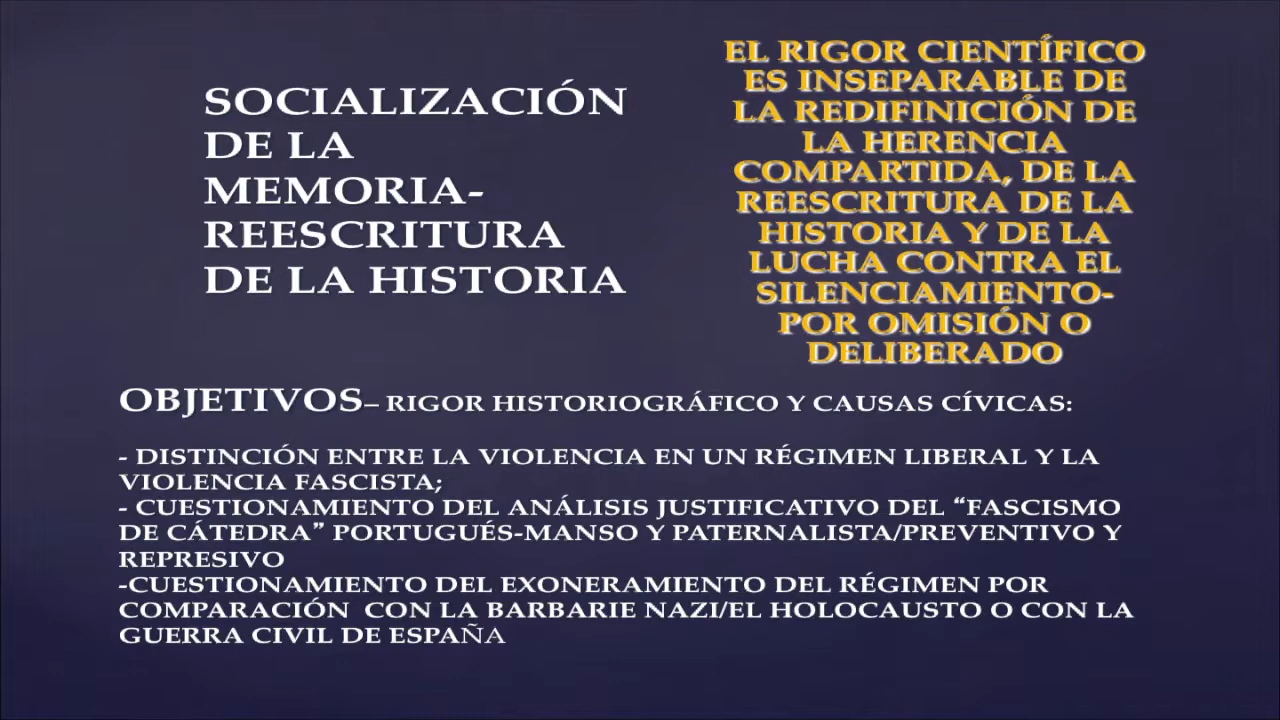 SOCIALIZACIÓN
DE LA
MEMORIA-
REESCRITURA
DE LA HISTORIA
EL RIGOR CIENTÍFICO
ES INSEPARABLE DE
LA REDIFINICIÓN DE
LA HERENCIA
COMPARTIDA, DE LA
REESCRITURA DE LA
HISTORIA Y DE LA
LUCHA CONTRA EL
SILENCIAMIENTO-
POR OMISIÓN O
DELIBERADO
OBJETIVOS– RIGOR HISTORIOGRÁFICO Y CAUSAS CÍVICAS:
- DISTINCIÓN ENTRE LA VIOLENCIA EN UN RÉGIMEN LIBERAL Y LA
VIOLENCIA FASCISTA;
- CUESTIONAMIENTO DEL ANÁLISIS JUSTIFICATIVO DEL “FASCISMO
DE CÁTEDRA” PORTUGUÉS-MANSO Y PATERNALISTA/PREVENTIVO Y
REPRESIVO
-CUESTIONAMIENTO DEL EXONERAMIENTO DEL RÉGIMEN POR
COMPARACIÓN CON LA BARBARIE NAZI/EL HOLOCAUSTO O CON LA
GUERRA CIVIL DE ESPAÑA